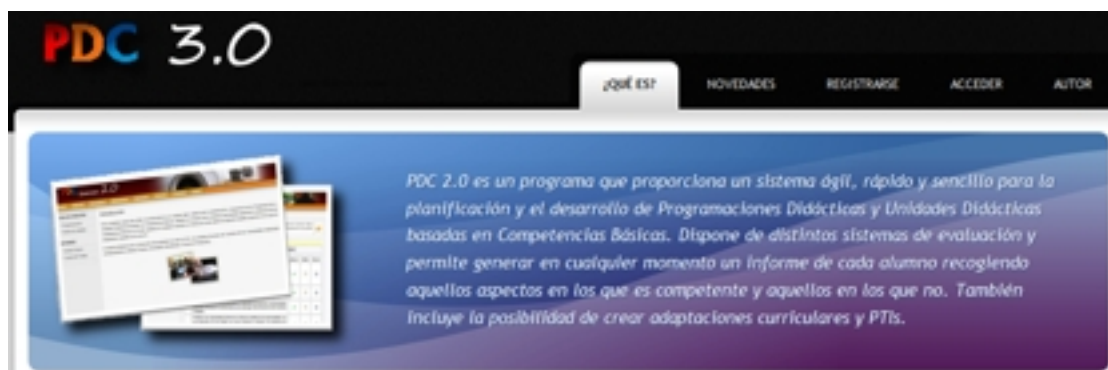 PDC 3.0
¿QUÉ ES? NOVEDADES REGISTRARSE ACCEDER AUTOR
PDC 2.0 es un programa que proporciona un sistema ágil, rápido y sencillo para la
planificación y el desarrollo de Programaciones Didácticas y Unidades Didácticas
basadas en Competencias Básicas. Dispone de distintos sistemas de evaluación y
permite generar en cualquier momento un informe de cada alumno recogiendo
aquellos aspectos en los que es competente y aquellos en los que no. También
incluye la posibilidad de crear adaptaciones curriculares y PTIs.